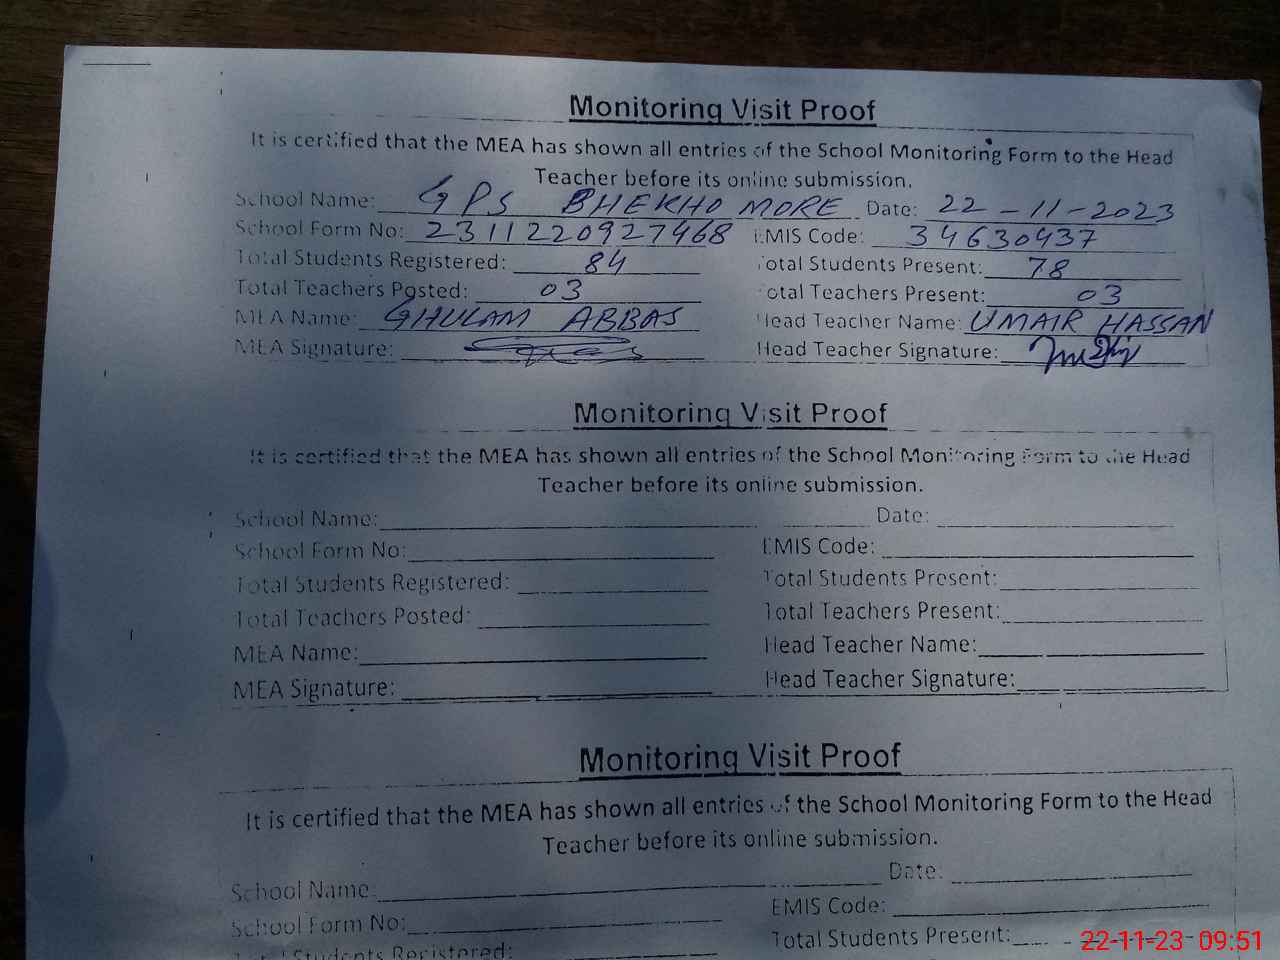 Monitoring Visit Proof
It is certified that the MEA has shown all entries of the School Monitoring Form to the Head
Teacher before its online submission.
School Name: GPS BHEKHO MORE Date: 22-11-2023
School Form No: 2311220927468 EMIS Code: 34630437
Total Students Registered: 84 Total Students Present: 78
Total Teachers Posted: 03 Total Teachers Present: 03
MEA Name: GHULAM ABBAS Head Teacher Name: UMAIR HASSAN
MEA Signature: Head Teacher Signature:
Monitoring Visit Proof
It is certified that the MEA has shown all entries of the School Monitoring Form to the Head
Teacher before its online submission.
School Name: Date:
School Form No: EMIS Code:
Total Students Registered: Total Students Present:
Total Teachers Posted: Total Teachers Present:
MEA Name: Head Teacher Name:
MEA Signature: Head Teacher Signature:
Monitoring Visit Proof
It is certified that the MEA has shown all entries of the School Monitoring Form to the Head
Teacher before its online submission.
School Name: Date:
School Form No: EMIS Code:
Total Students Registered: Total Students Present:
22-11-23 09:51